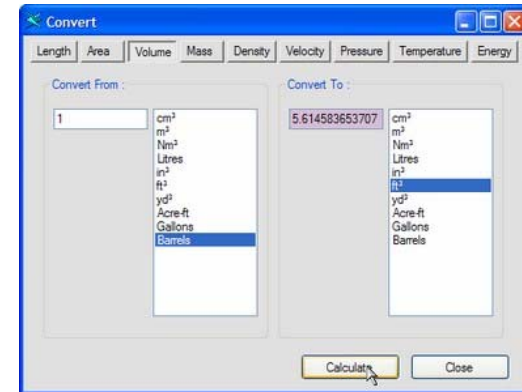 Convert
Length Area Volume Mass Density Velocity Pressure Temperature Energy
Convert From :
1
cm³
m³
Nm³
Litres
in³
ft³
yd³
Acre-ft
Gallons
Barrels
Convert To :
5.614583653707
cm³
m³
Nm³
Litres
in³
ft³
yd³
Acre-ft
Gallons
Barrels
Calculate Close